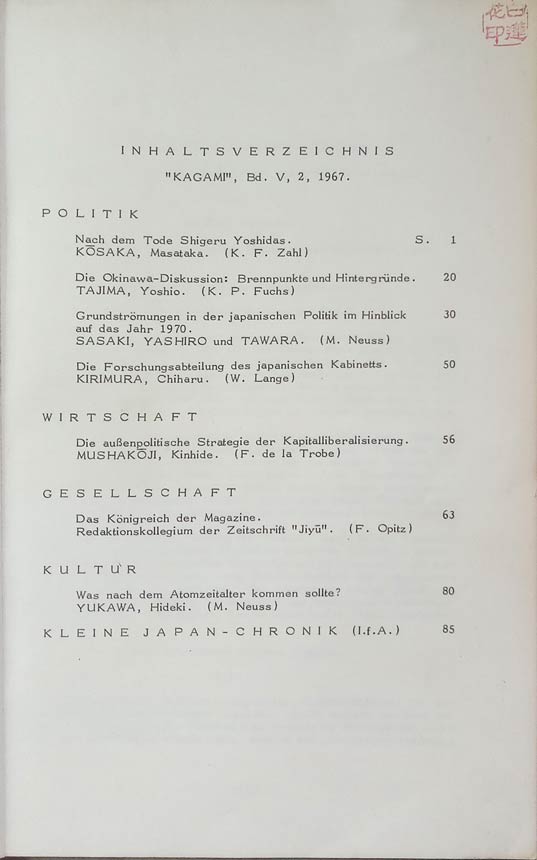 INHALTSVERZEICHNIS
"KAGAMI", Bd. V, 2, 1967.
POLITIK
Nach dem Tode Shigeru Yoshidas. S. 1
KŌSAKA, Masataka. (K. F. Zahl)
Die Okinawa-Diskussion: Brennpunkte und Hintergründe. 20
TAJIMA, Yoshio. (K. P. Fuchs)
Grundströmungen in der japanischen Politik im Hinblick 30
auf das Jahr 1970.
SASAKI, YASHIRO und TAWARA. (M. Neuss)
Die Forschungsabteilung des japanischen Kabinetts. 50
KIRIMURA, Chiharu. (W. Lange)
WIRTSCHAFT
Die außenpolitische Strategie der Kapitalliberalisierung. 56
MUSHAKŌJI, Kinhide. (F. de la Trobe)
GESELLSCHAFT
Das Königreich der Magazine. 63
Redaktionskollegium der Zeitschrift "Jiyū". (F. Opitz)
KULTUR
Was nach dem Atomzeitalter kommen sollte? 80
YUKAWA, Hideki. (M. Neuss)
KLEINE JAPAN-CHRONIK (I.f.A.) 85